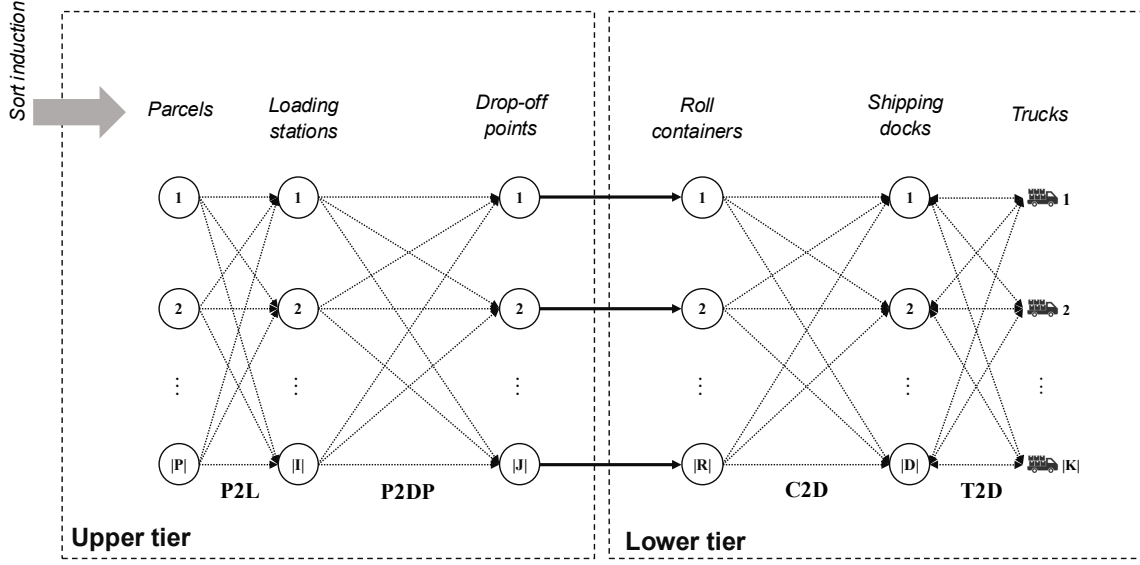 Sort induction
Parcels
Loading
stations
Drop-off
points
Roll
containers
Shipping
docks
Trucks
1
1
1
1
1
1
2
2
2
2
2
2
⋮
⋮
⋮
⋮
⋮
⋮
|P|
|I|
|J|
|R|
|D|
|K|
P2L
P2DP
C2D
T2D
Upper tier
Lower tier